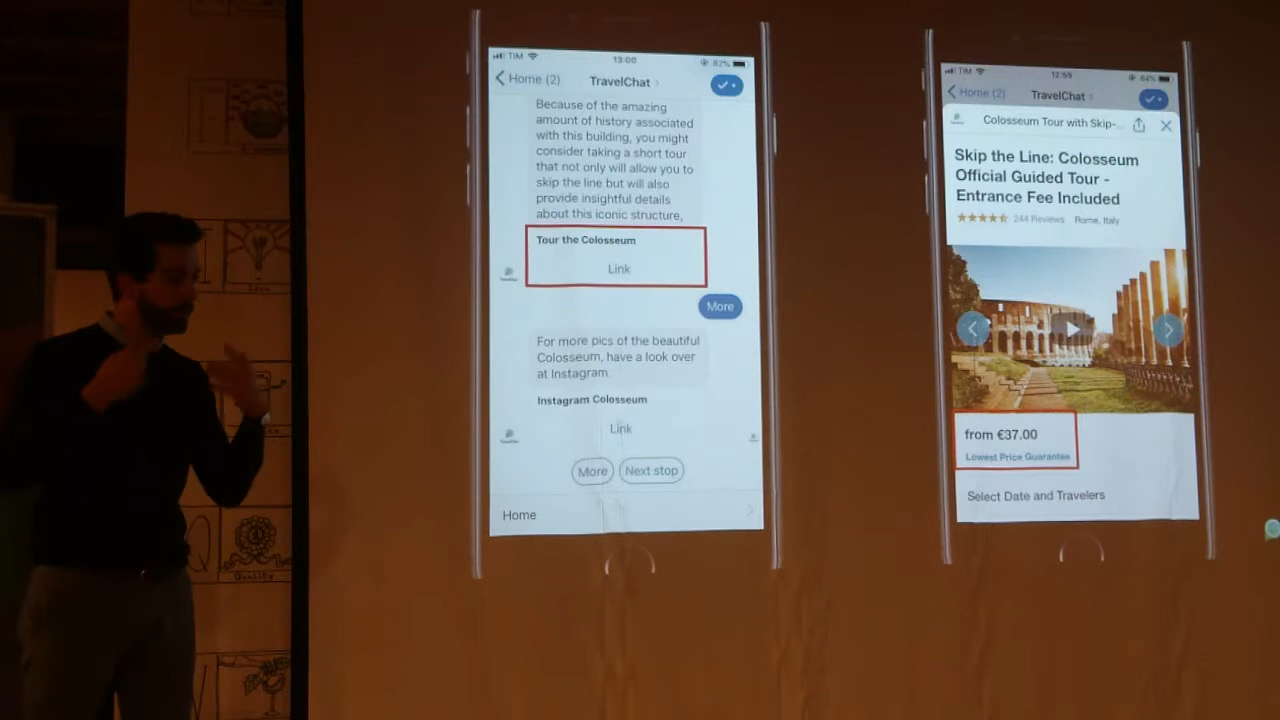 TIM
13:00
82%
Home (2)
TravelChat
Because of the amazing
amount of history associated
with this building, you might
consider taking a short tour
that not only will allow you to
skip the line but will also
provide insightful details
about this iconic structure,
Tour the Colosseum
Link
More
For more pics of the beautiful
Colosseum, have a look over
at Instagram.
Instagram Colosseum
Link
More
Next stop
Home
TIM
12:59
84%
Home (2)
TravelChat
Colosseum Tour with Skip-...
Skip the Line: Colosseum
Official Guided Tour -
Entrance Fee Included
244 Reviews
Rome, Italy
from €37.00
Lowest Price Guarantee
Select Date and Travelers
Quality